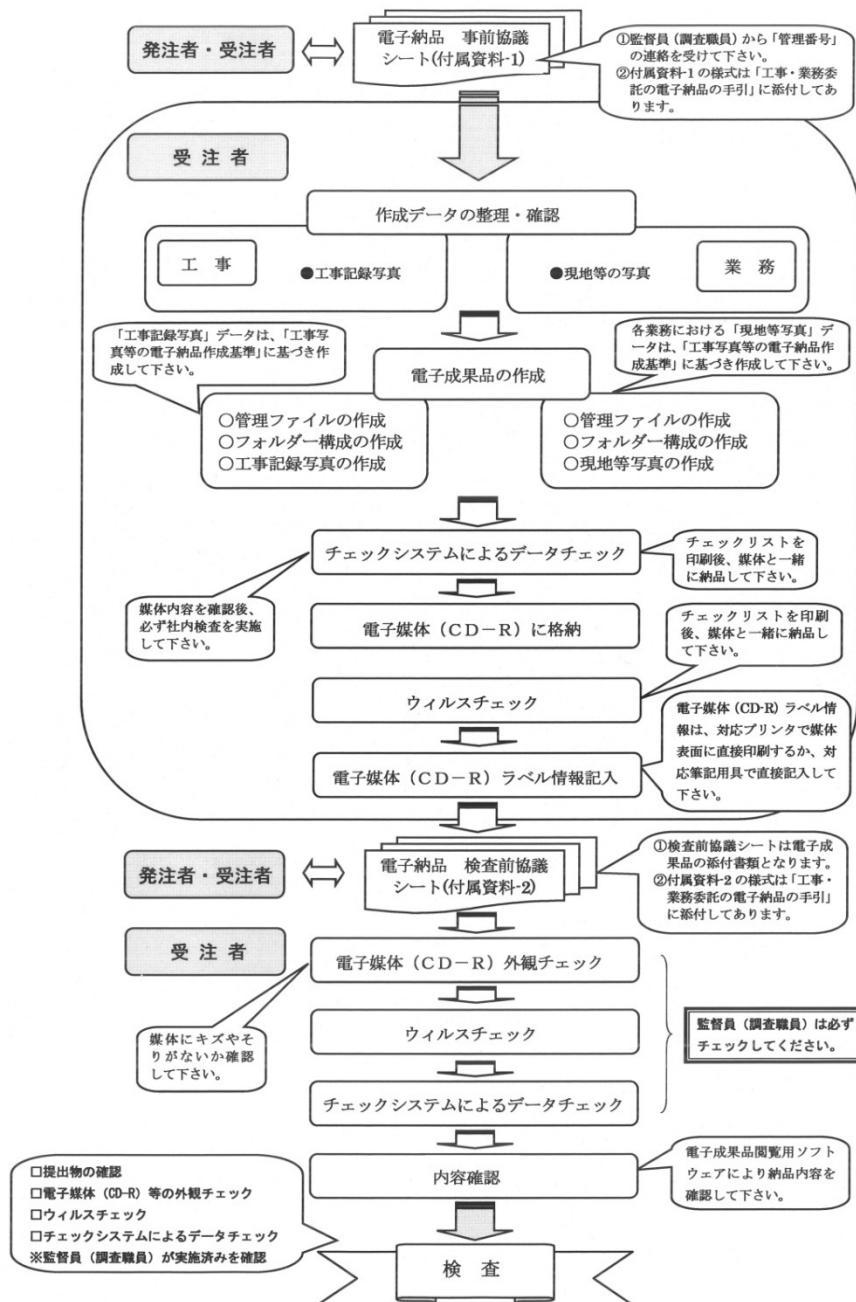 発注者・受注者
電子納品 事前協議
シート(付属資料-1)
①監督員(調査職員)から「管理番号」
の連絡を受けて下さい。
②付属資料-1の様式は「工事・業務委
託の電子納品の手引」に添付してあ
ります。
受 注 者
作成データの整理・確認
工 事
●工事記録写真
●現地等の写真
業 務
「工事記録写真」データは、「工事写
真等の電子納品作成基準」に基づき作
成して下さい。
各業務における「現地等写真」デ
ータは、「工事写真等の電子納品作
成基準」に基づき作成して下さい。
電子成果品の作成
○管理ファイルの作成
○フォルダー構成の作成
○工事記録写真の作成
○管理ファイルの作成
○フォルダー構成の作成
○現地等写真の作成
チェックシステムによるデータチェック
チェックリストを
印刷後、媒体と一緒
に納品して下さい。
媒体内容を確認後、
必ず社内検査を実施
して下さい。
電子媒体(CD-R)に格納
チェックリストを印刷
後、媒体と一緒に納品し
て下さい。
ウィルスチェック
電子媒体(CD-R)ラベル情
報は、対応プリンタで媒体
表面に直接印刷するか、対
応筆記用具で直接記入して
下さい。
電子媒体(CD-R)ラベル情報記入
発注者・受注者
電子納品 検査前協議
シート(付属資料-2)
①検査前協議シートは電子成
果品の添付書類となります。
②付属資料-2の様式は「工事・
業務委託の電子納品の手引」
に添付してあります。
受 注 者
電子媒体(CD-R)外観チェック
媒体にキズやそ
りがないか確認
して下さい。
ウィルスチェック
監督員(調査職員)は必ず
チェックしてください。
チェックシステムによるデータチェック
内容確認
電子成果品閲覧用ソフト
ウェアにより納品内容を
確認して下さい。
□提出物の確認
□電子媒体(CD-R)等の外観チェック
□ウィルスチェック
□チェックシステムによるデータチェック
※監督員(調査職員)が実施済みを確認
検 査